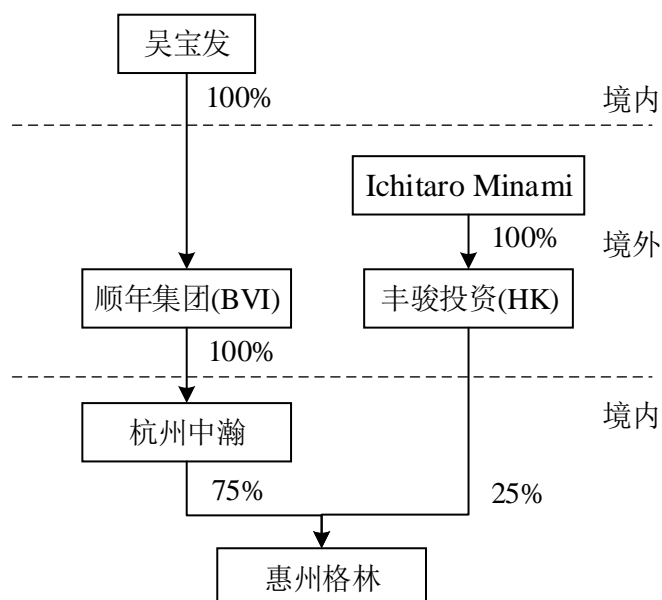 吴宝发
100%
境内
Ichitaro Minami
100%
境外
顺年集团(BVI)
丰骏投资(HK)
100%
境内
杭州中瀚
75%
25%
惠州格林